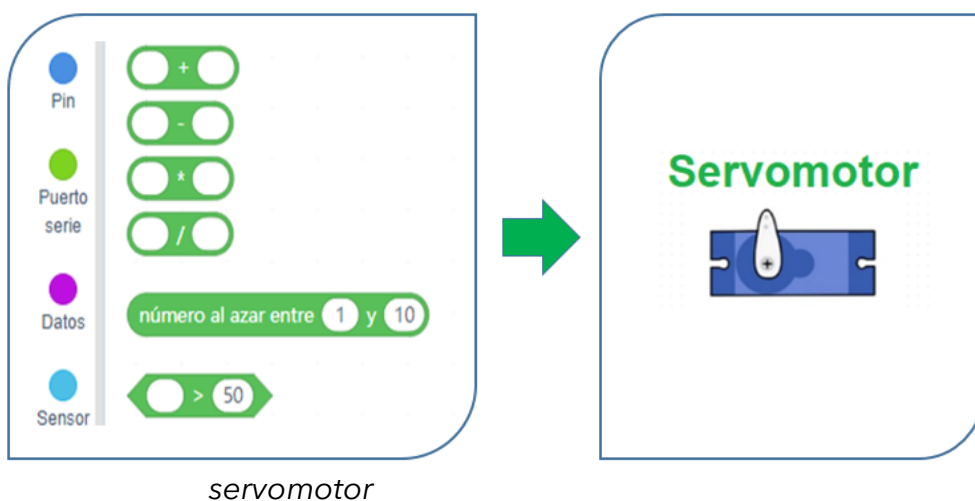 Pin
Puerto
serie
Datos
Sensor
+
-
*
/
número al azar entre 1 y 10
> 50
Servomotor
servomotor